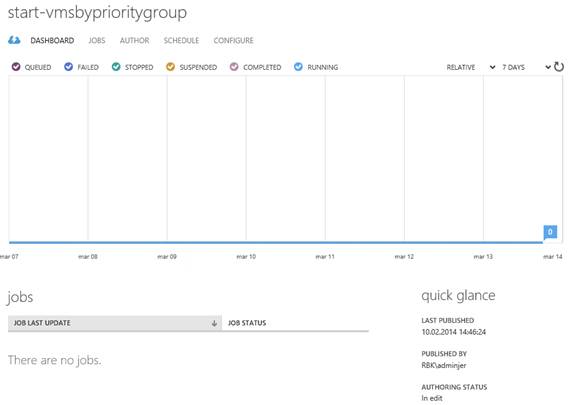 start-vmsbyprioritygroup
DASHBOARD JOBS AUTHOR SCHEDULE CONFIGURE
QUEUED FAILED STOPPED SUSPENDED COMPLETED RUNNING RELATIVE 7 DAYS
0
mar 07 mar 08 mar 09 mar 10 mar 11 mar 12 mar 13 mar 14
jobs
JOB LAST UPDATE JOB STATUS
There are no jobs.
quick glance
LAST PUBLISHED
10.02.2014 14:46:24
PUBLISHED BY
RBK\adminjer
AUTHORING STATUS
In edit